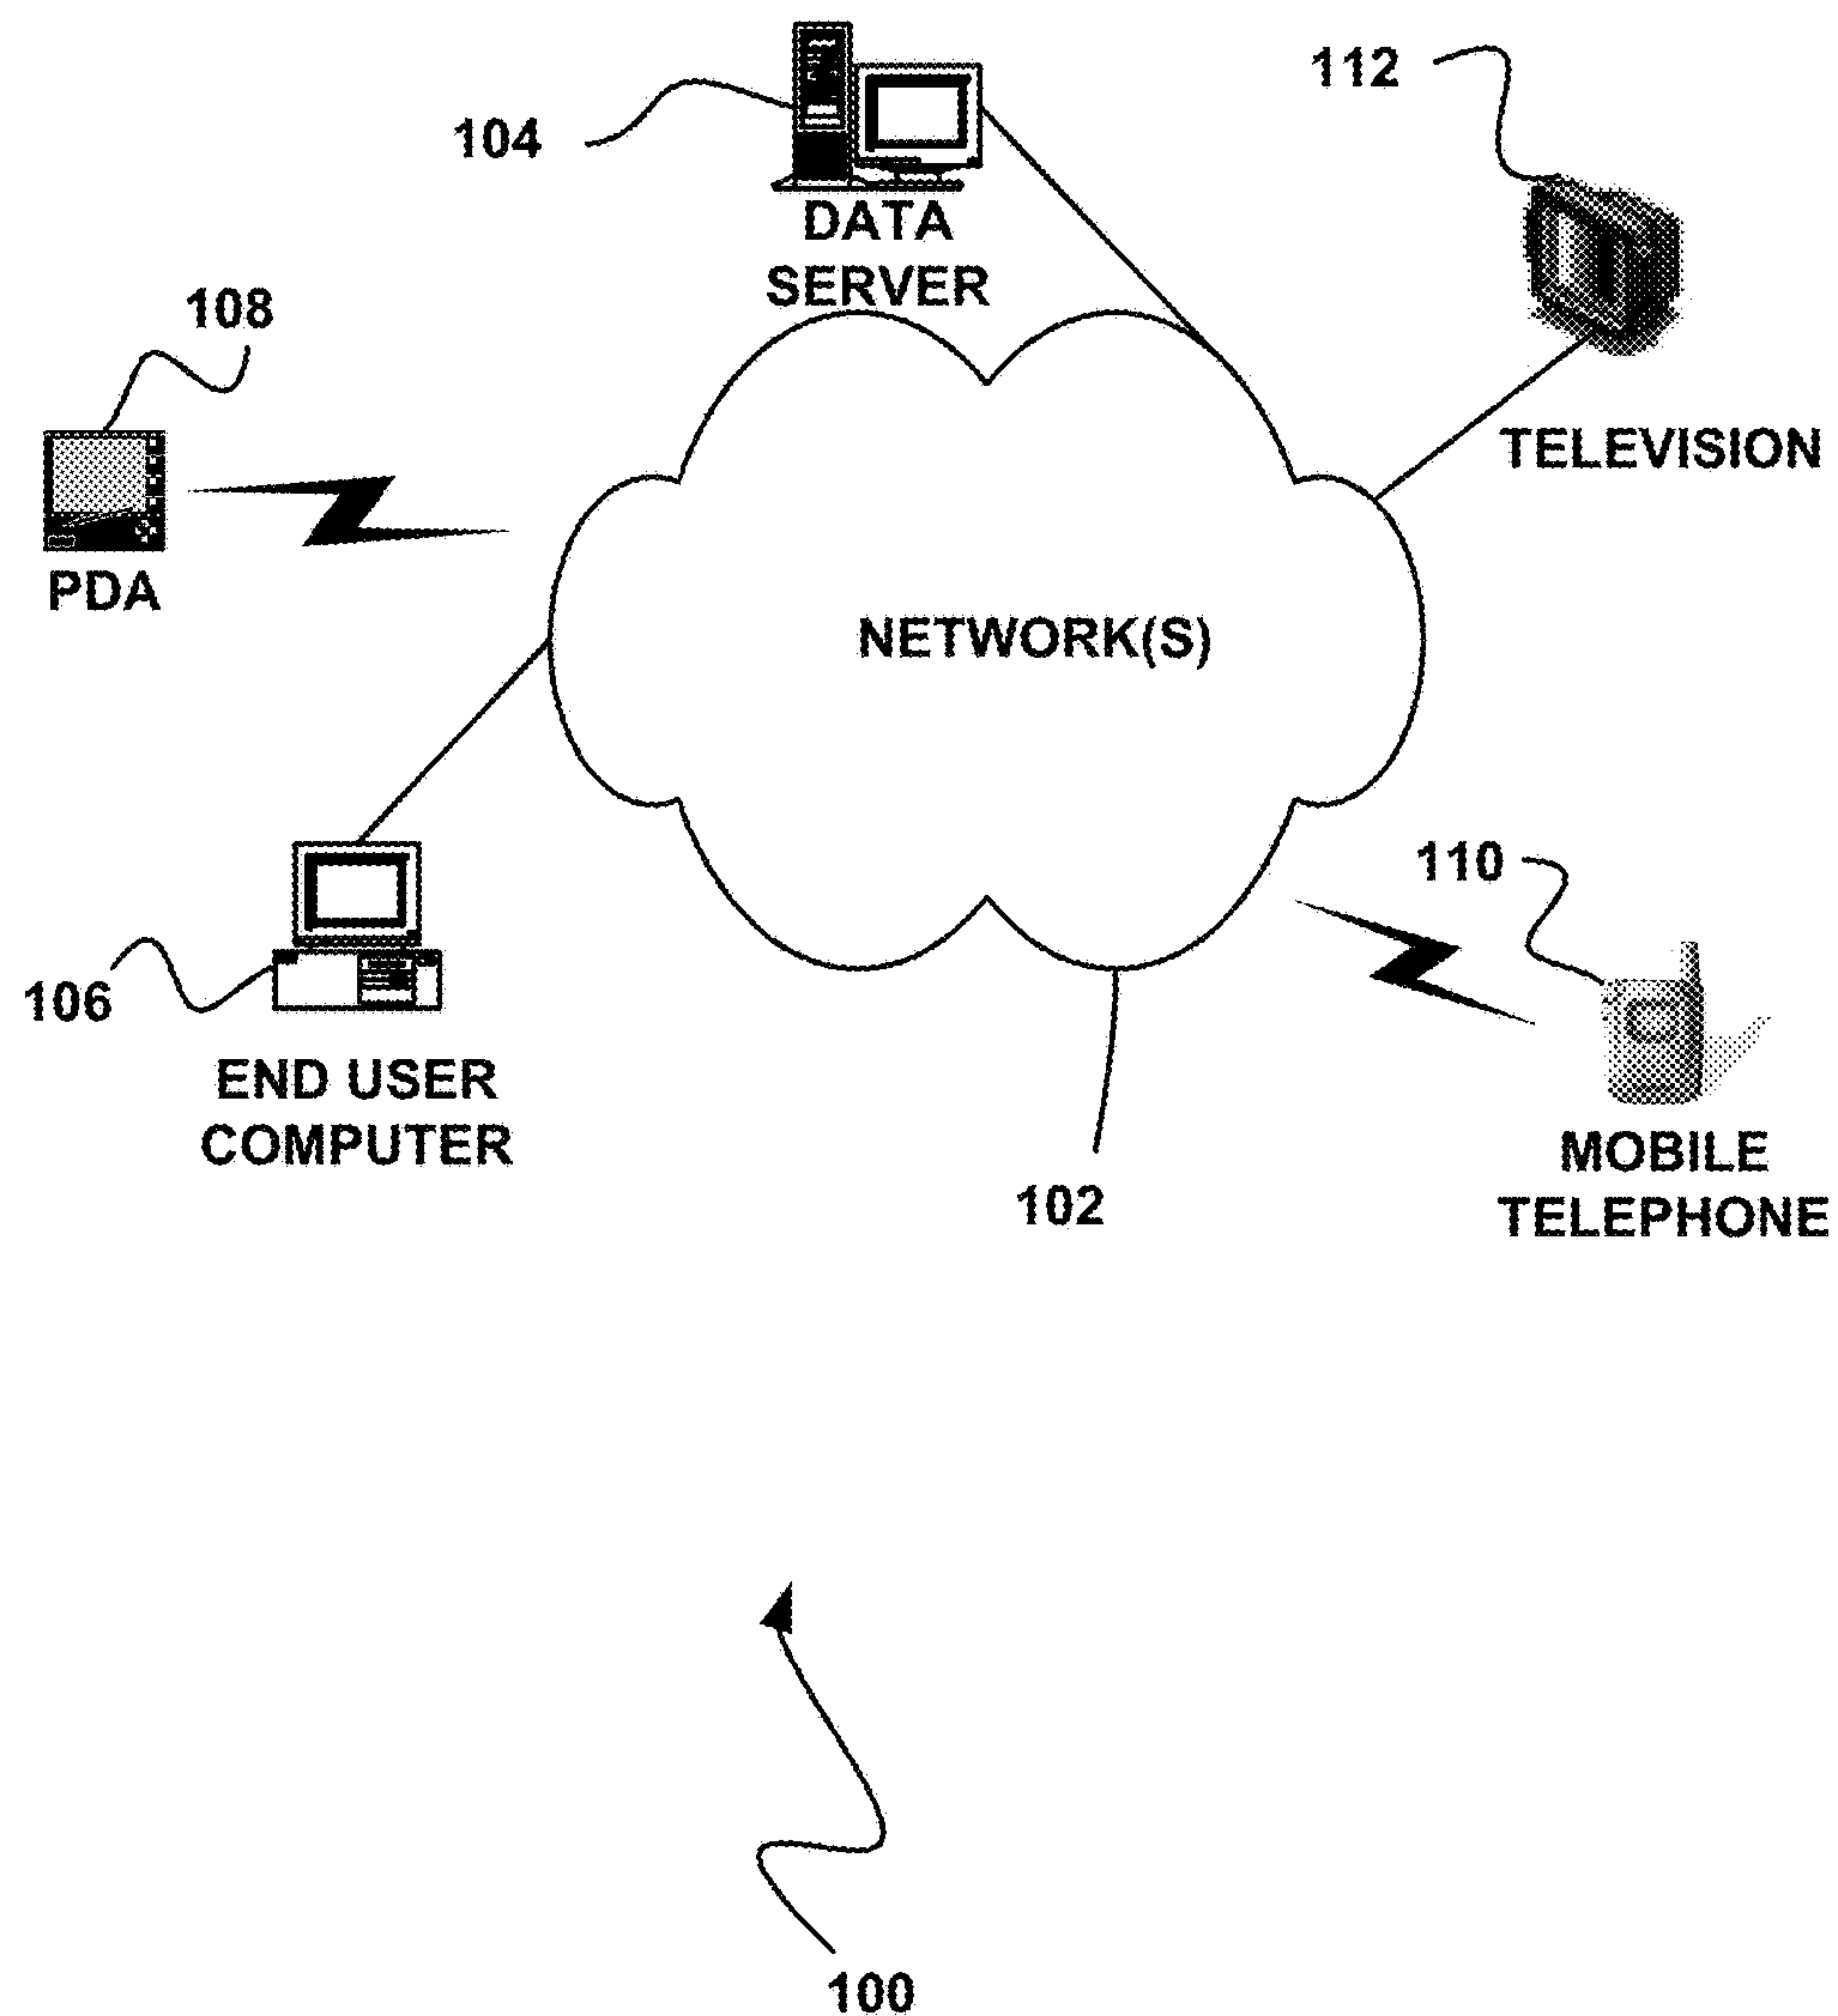 112
104
DATA
SERVER
108
TELEVISION
PDA
NETWORK(S)
110
106
END USER
COMPUTER
MOBILE
TELEPHONE
102
100